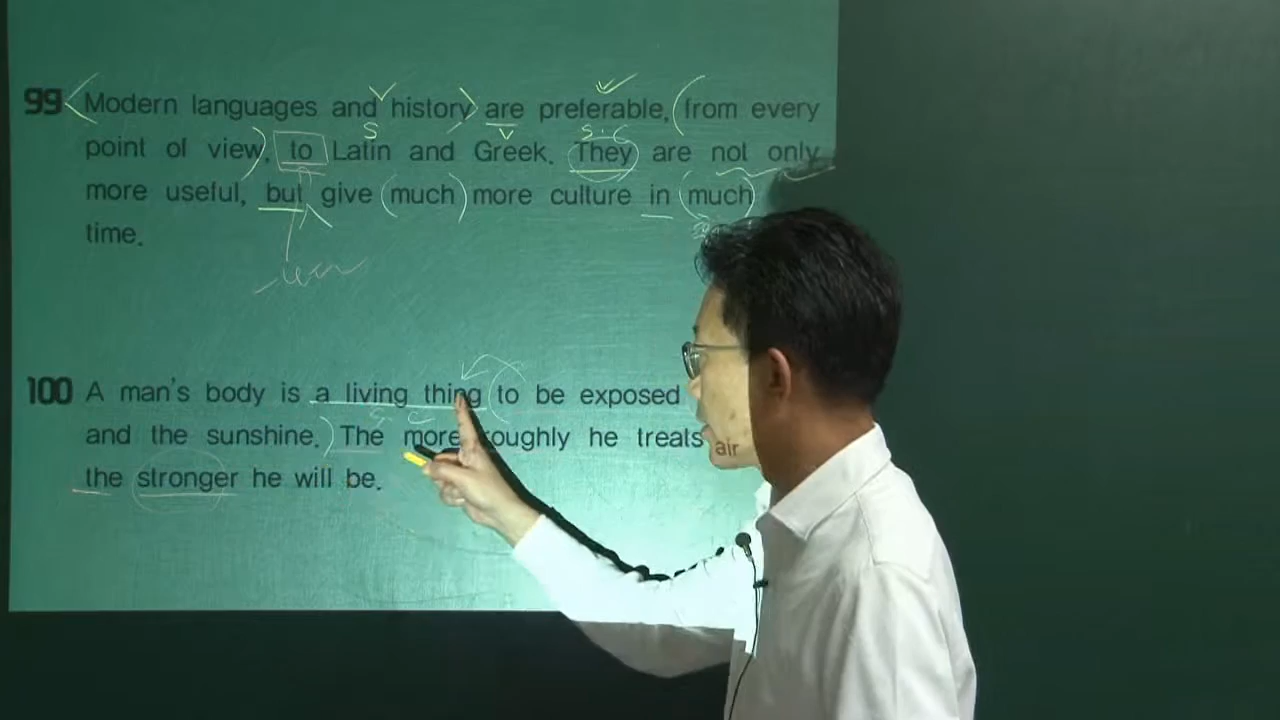 99 Modern languages and history are preferable, from every
S V S.C
point of view, to Latin and Greek. They are not only
more useful, but give much more culture in much
time.
100 A man's body is a living thing to be exposed
S.C
and the sunshine. The more roughly he treats air
the stronger he will be.